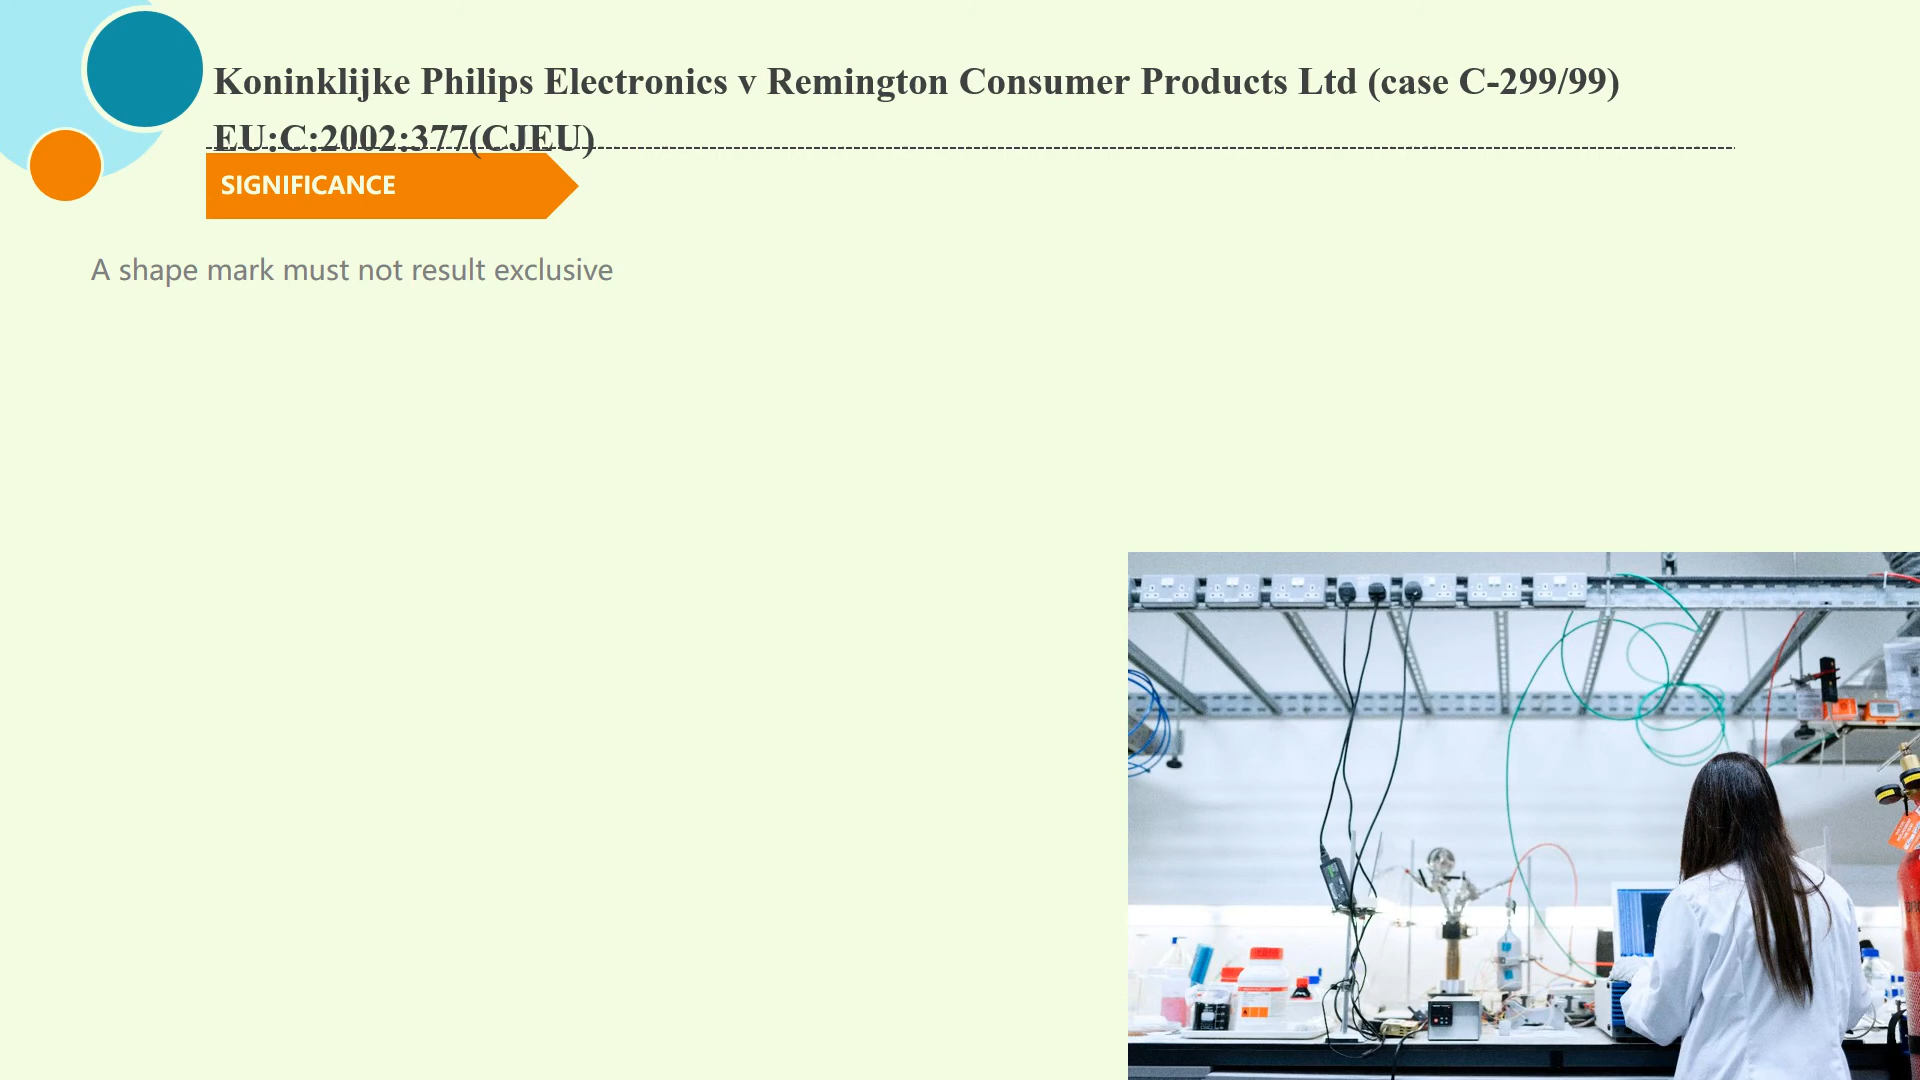 Koninklijke Philips Electronics v Remington Consumer Products Ltd (case C-299/99)
EU:C:2002:377(CJEU)
SIGNIFICANCE
A shape mark must not result exclusive